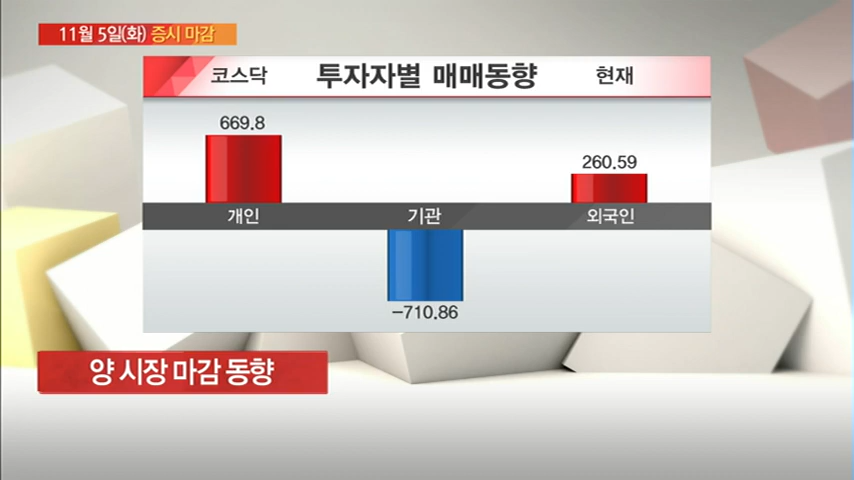 11월 5일(화) 증시 마감
코스닥 투자자별 매매동향 현재
669.8
260.59
개인 기관 외국인
-710.86
양 시장 마감 동향